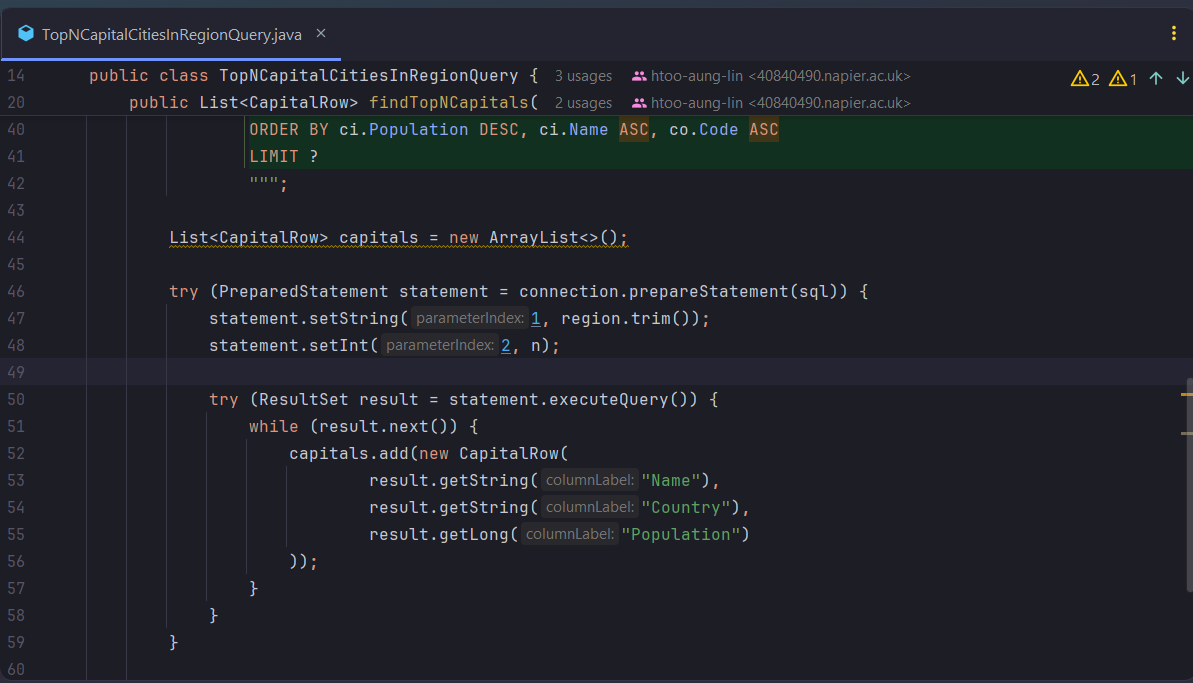 TopNCapitalCitiesInRegionQuery.java ×
2 1
14 public class TopNCapitalCitiesInRegionQuery { 3 usages htoo-aung-lin <40840490.napier.ac.uk>
20 public List<CapitalRow> findTopNCapitals( 2 usages htoo-aung-lin <40840490.napier.ac.uk>
40 ORDER BY ci.Population DESC, ci.Name ASC, co.Code ASC
41 LIMIT ?
42 """;
43
44 List<CapitalRow> capitals = new ArrayList<>();
45
46 try (PreparedStatement statement = connection.prepareStatement(sql)) {
47 statement.setString( parameterIndex: 1, region.trim());
48 statement.setInt( parameterIndex: 2, n);
49
50 try (ResultSet result = statement.executeQuery()) {
51 while (result.next()) {
52 capitals.add(new CapitalRow(
53 result.getString( columnLabel: "Name"),
54 result.getString( columnLabel: "Country"),
55 result.getLong( columnLabel: "Population")
56 ));
57 }
58 }
59 }
60